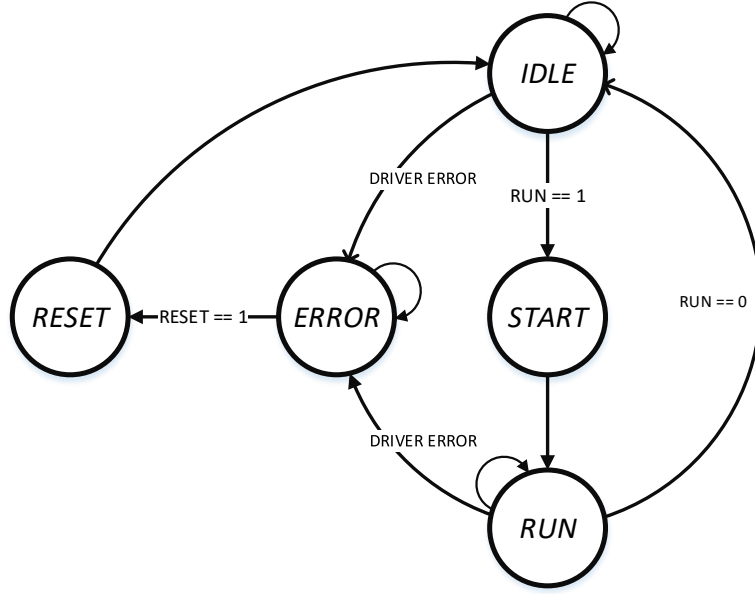 IDLE
DRIVER ERROR
RUN == 1
RESET
RESET == 1
ERROR
START
RUN == 0
DRIVER ERROR
RUN